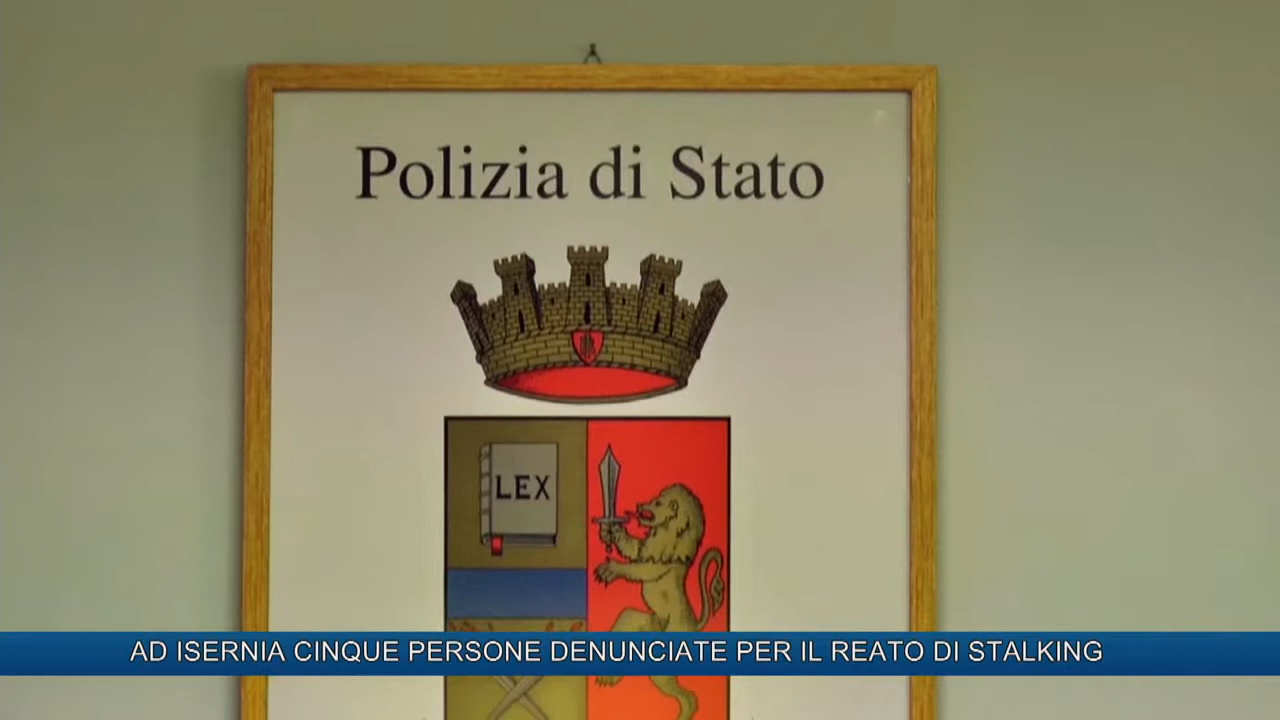 Polizia di Stato
LEX
AD ISERNIA CINQUE PERSONE DENUNCIATE PER IL REATO DI STALKING